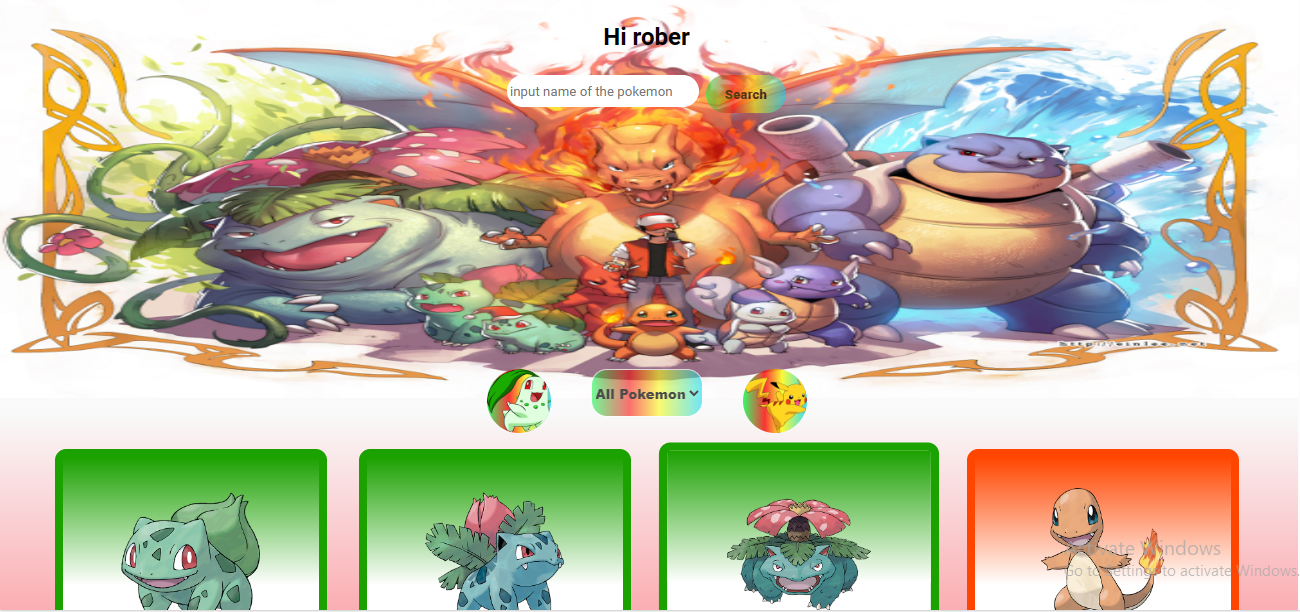 Hi rober
input name of the pokemon
Search
All Pokemon
Activate Windows
Go to Settings to activate Windows.